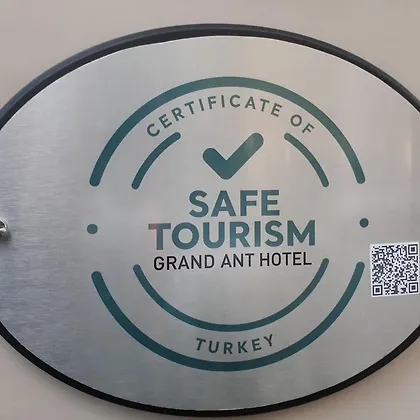 CERTIFICATE OF
SAFE
TOURISM
GRAND ANT HOTEL
TURKEY